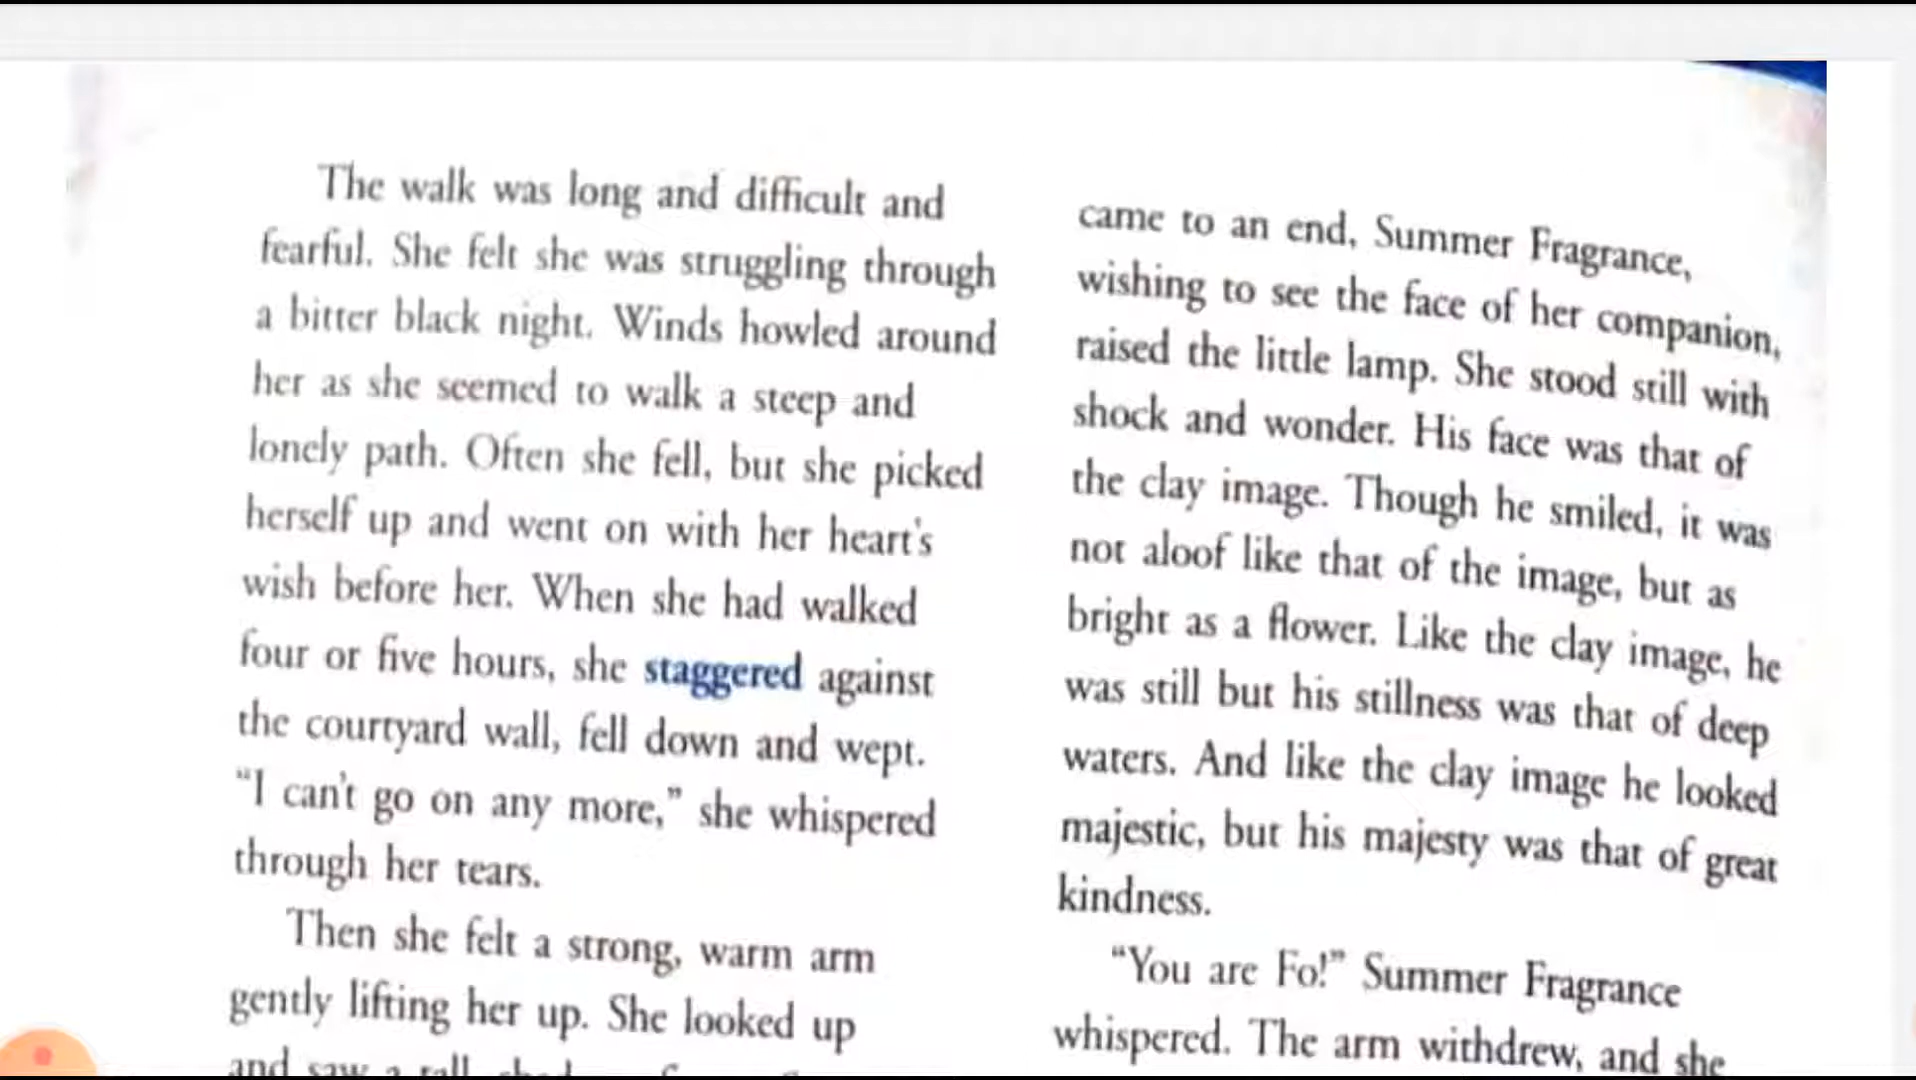 The walk was long and difficult and
fearful. She felt she was struggling through
a bitter black night. Winds howled around
her as she seemed to walk a steep and
lonely path. Often she fell, but she picked
herself up and went on with her heart's
wish before her. When she had walked
four or five hours, she staggered against
the courtyard wall, fell down and wept.
“I can't go on any more,” she whispered
through her tears.
Then she felt a strong, warm arm
gently lifting her up. She looked up
and saw a tall,
came to an end, Summer Fragrance,
wishing to see the face of her companion,
raised the little lamp. She stood still with
shock and wonder. His face was that of
the clay image. Though he smiled, it was
not aloof like that of the image, but as
bright as a flower. Like the clay image, he
was still but his stillness was that of deep
waters. And like the clay image he looked
majestic, but his majesty was that of great
kindness.
“You are Fo!” Summer Fragrance
whispered. The arm withdrew, and she